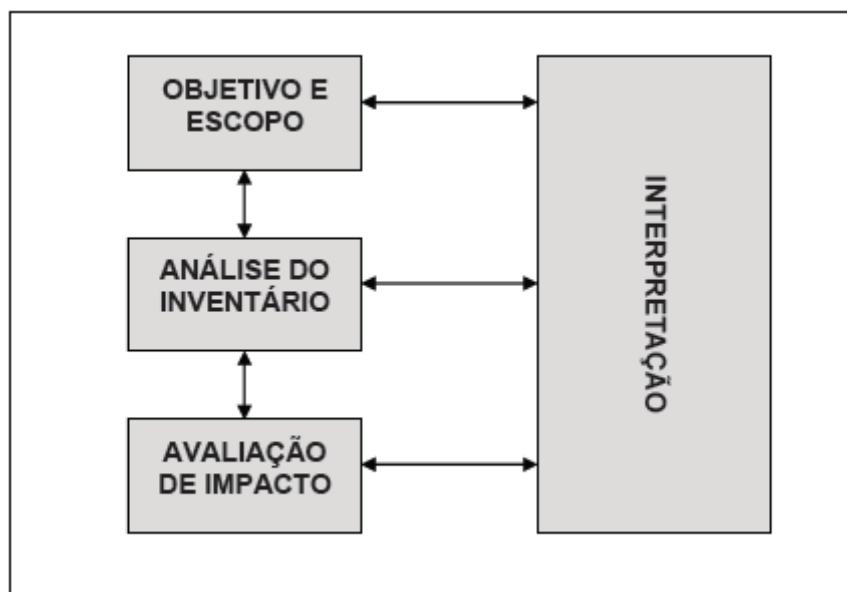 OBJETIVO E
ESCOPO
ANÁLISE DO
INVENTÁRIO
AVALIAÇÃO
DE IMPACTO
INTERPRETAÇÃO